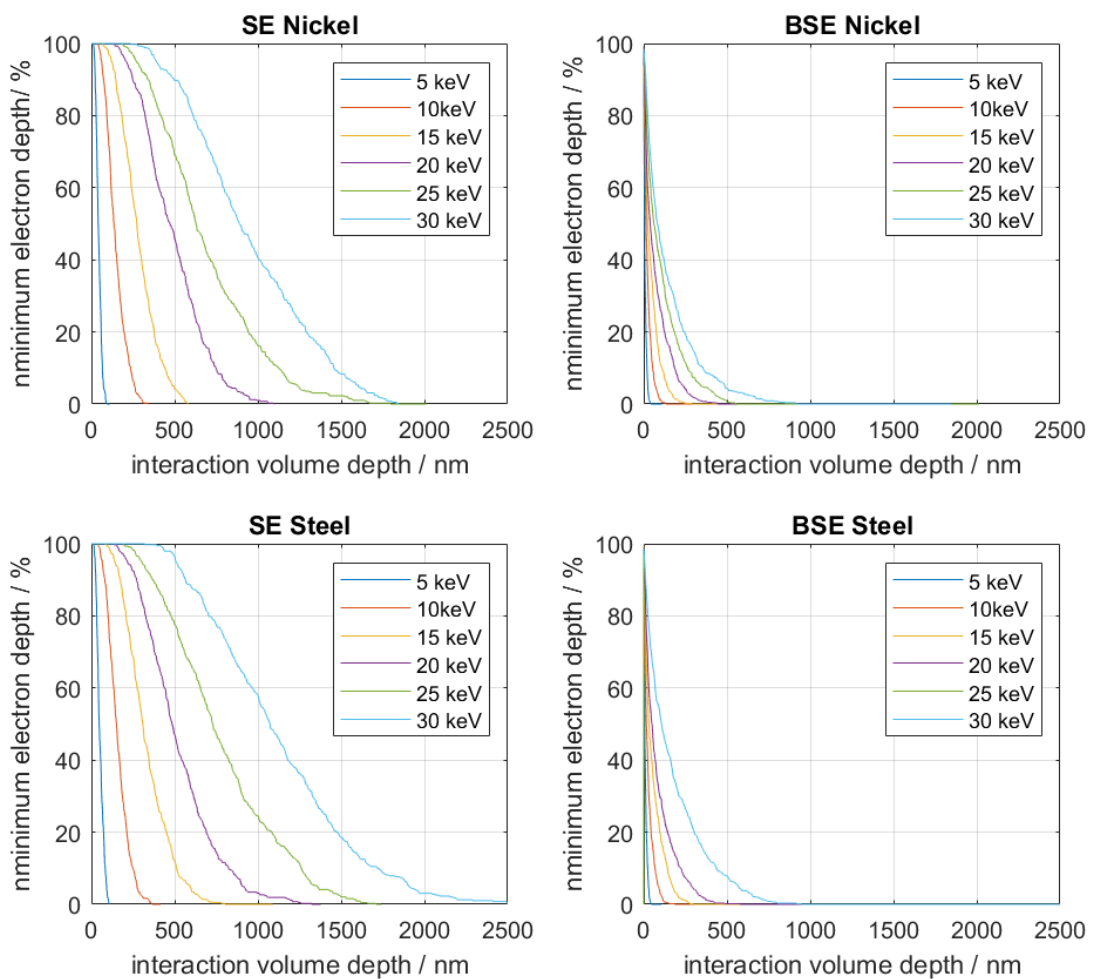 SE Nickel
nminimum electron depth/ %
100
80
60
40
20
0
0 500 1000 1500 2000 2500
interaction volume depth / nm
5 keV
10keV
15 keV
20 keV
25 keV
30 keV
BSE Nickel
nminimum electron depth / %
100
80
60
40
20
0
0 500 1000 1500 2000 2500
interaction volume depth / nm
5 keV
10keV
15 keV
20 keV
25 keV
30 keV
SE Steel
nminimum electron depth / %
100
80
60
40
20
0
0 500 1000 1500 2000 2500
interaction volume depth / nm
5 keV
10keV
15 keV
20 keV
25 keV
30 keV
BSE Steel
nminimum electron depth / %
100
80
60
40
20
0
0 500 1000 1500 2000 2500
interaction volume depth / nm
5 keV
10keV
15 keV
20 keV
25 keV
30 keV